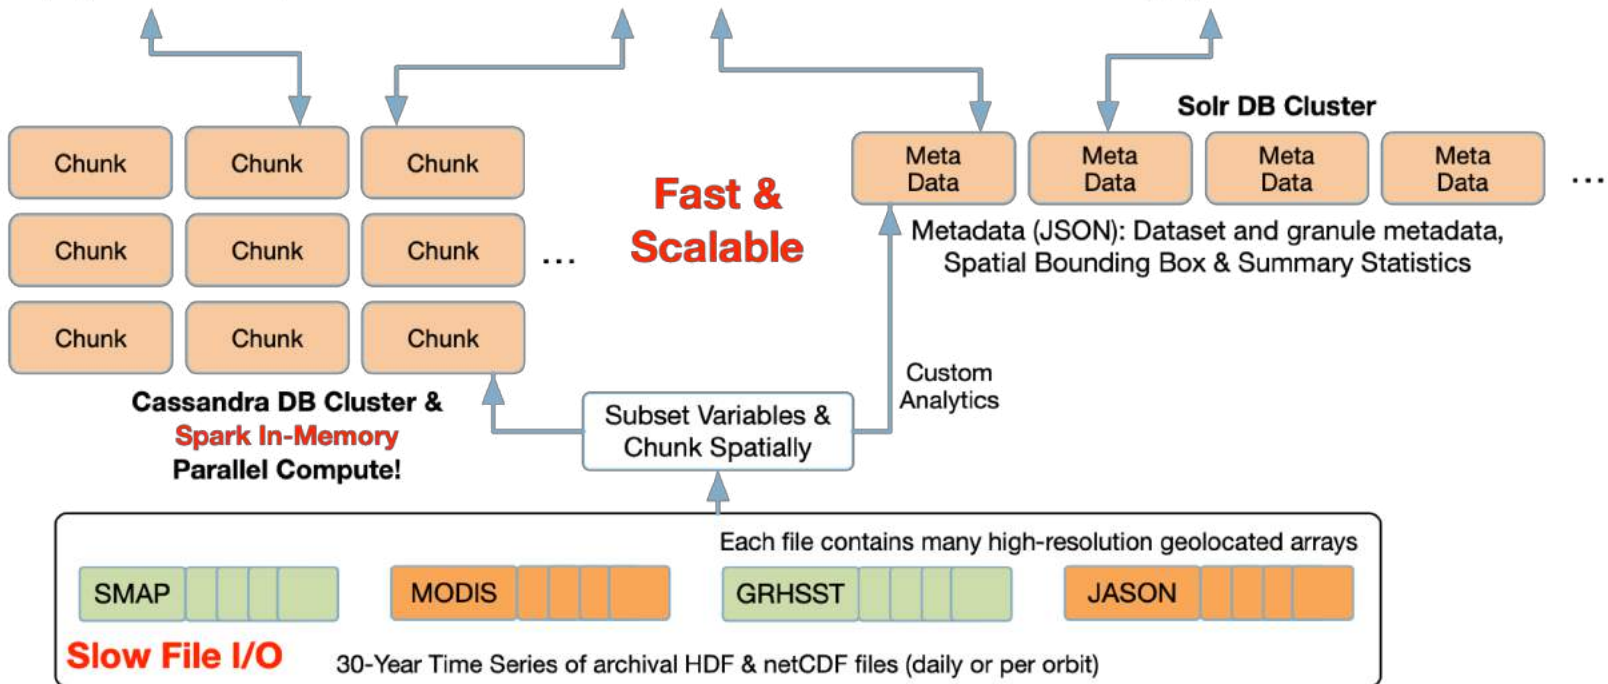 Solr DB Cluster
Chunk Chunk Chunk
Meta Data Meta Data Meta Data Meta Data ...
Fast &
Scalable
Metadata (JSON): Dataset and granule metadata,
Spatial Bounding Box & Summary Statistics
Chunk Chunk Chunk ...
Chunk Chunk Chunk
Custom
Analytics
Cassandra DB Cluster &
Spark In-Memory
Parallel Compute!
Subset Variables &
Chunk Spatially
Each file contains many high-resolution geolocated arrays
SMAP MODIS GRHSST JASON
Slow File I/O
30-Year Time Series of archival HDF & netCDF files (daily or per orbit)